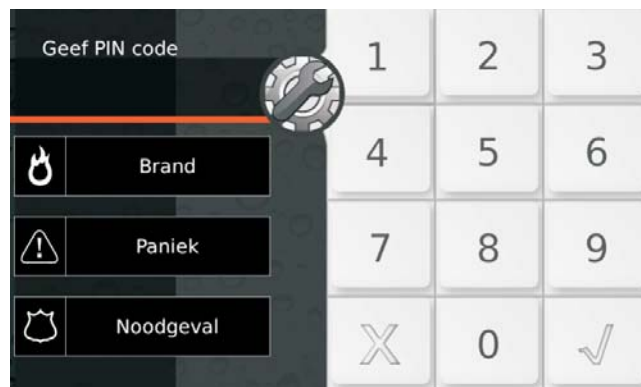 Geef PIN code
1 2 3
Brand
4 5 6
Paniek
7 8 9
Noodgeval
X 0 √